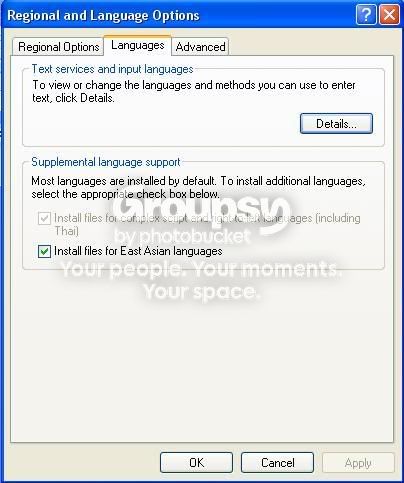 Regional and Language Options
Regional Options Languages Advanced
Text services and input languages
To view or change the languages and methods you can use to enter
text, click Details.
Details...
Supplemental language support
Most languages are installed by default. To install additional languages,
select the appropriate check box below.
Install files for complex script and right-to-left languages (including
Thai)
Install files for East Asian languages
Groupsy
by photobucket
Your people. Your moments.
Your space.
OK Cancel Apply